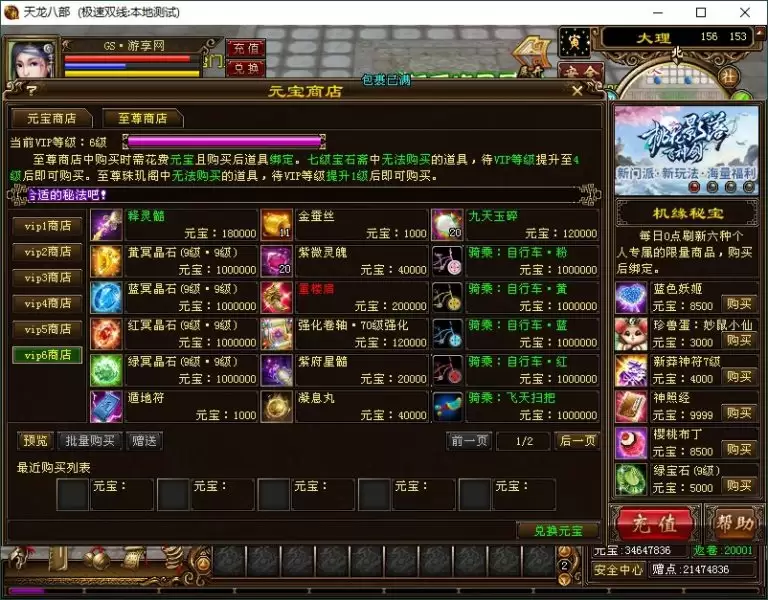 天龙八部 (极速双线:本地测试)
GS·游享网
充值
兑换
大理 156 153
北
包裹已满
安全
元宝商店
元宝商店 至尊商店
当前VIP等级：6级
至尊商店中购买时需花费元宝且购买后道具绑定。七级宝石斋中无法购买的道具，待VIP等级提升至4
级后即可购买。至尊珠玑阁中无法购买的道具，待VIP等级提升1级后即可购买。
合适的秘法吧！
vip1商店
vip2商店
vip3商店
vip4商店
vip5商店
vip6商店
释灵髓
元宝：180000
金蚕丝
11
元宝：1000
九天玉碎
20
元宝：120000
黄冥晶石(9级·9级)
元宝：1000000
紫微灵魄
20
元宝：40000
骑乘：自行车·粉
元宝：1000000
蓝冥晶石(9级·9级)
元宝：1000000
重楼肩
元宝：200000
骑乘：自行车·黄
元宝：1000000
红冥晶石(9级·9级)
元宝：1000000
强化卷轴·70级强化
元宝：120000
骑乘：自行车·蓝
元宝：1000000
绿冥晶石(9级·9级)
元宝：1000000
紫府星髓
元宝：20000
骑乘：自行车·红
元宝：1000000
遁地符
元宝：1000
凝息丸
元宝：40000
骑乘：飞天扫把
元宝：1000000
预览 批量购买 赠送 前一页 1/2 后一页
最近购买列表
元宝： 元宝： 元宝： 元宝： 元宝：
兑换元宝
新门派·新玩法·海量福利
机缘秘宝
每日0点刷新六种个
人专属的限量商品，购买
后绑定。
蓝色妖姬
元宝：8500 购买
珍兽蛋：妙鼠小仙
元宝：3000 购买
新莽神符7级
元宝：4000 购买
神照经
元宝：9999 购买
樱桃布丁
元宝：8500 购买
绿宝石(9级)
元宝：5000 购买
充值 帮助
元宝：34647836 返卷：20001
安全中心 赠点：21474836
2